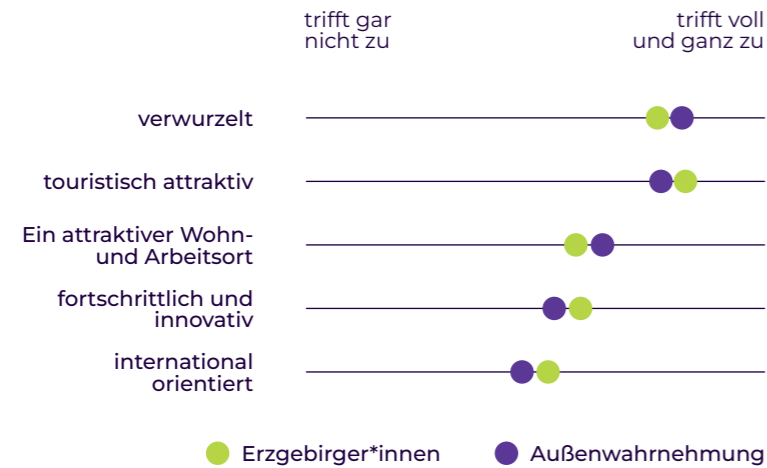 trifft gar
nicht zu
trifft voll
und ganz zu
verwurzelt
touristisch attraktiv
Ein attraktiver Wohn-
und Arbeitsort
fortschrittlich und
innovativ
international
orientiert
Erzgebirger*innen
Außenwahrnehmung